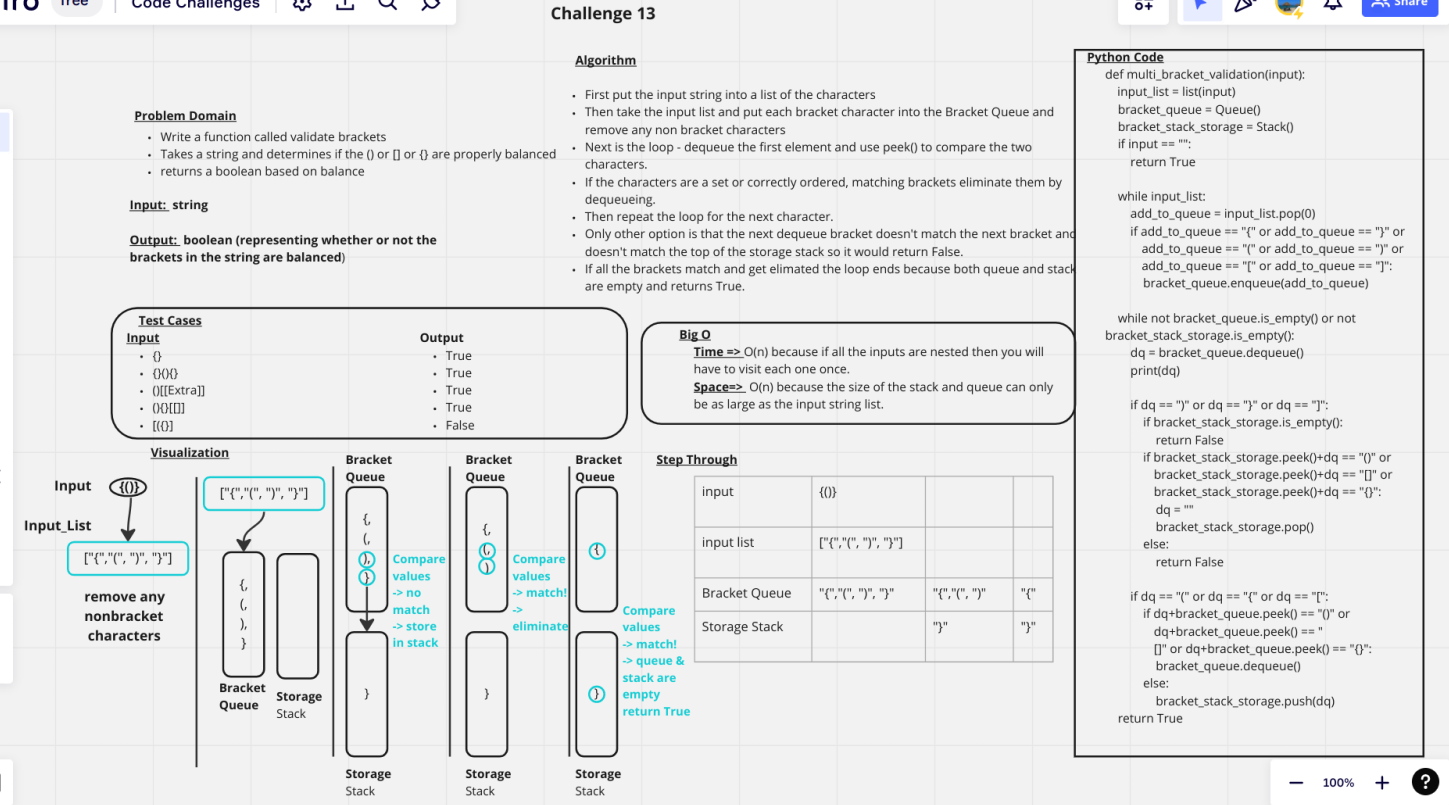 Code Challenges
Share
Challenge 13
Problem Domain
• Write a function called validate brackets
• Takes a string and determines if the () or [] or {} are properly balanced
• returns a boolean based on balance
Input: string
Output: boolean (representing whether or not the
brackets in the string are balanced)
Algorithm
• First put the input string into a list of the characters
• Then take the input list and put each bracket character into the Bracket Queue and
remove any non bracket characters
• Next is the loop - dequeue the first element and use peek() to compare the two
characters.
• If the characters are a set or correctly ordered, matching brackets eliminate them by
dequeueing.
• Then repeat the loop for the next character.
• Only other option is that the next dequeue bracket doesn't match the next bracket and
doesn't match the top of the storage stack so it would return False.
• If all the brackets match and get elimated the loop ends because both queue and stack
are empty and returns True.
Test Cases
Input Output
• {} • True
• {}(){} • True
• ()[[Extra]] • True
• (){}[[]] • True
• [({}] • False
Big O
Time => O(n) because if all the inputs are nested then you will
have to visit each one once.
Space=> O(n) because the size of the stack and queue can only
be as large as the input string list.
Visualization
Input
{()}
Input_List
["{","(", ")", "}"]
remove any
nonbracket
characters
["{","(", ")", "}"]
{,
(,
),
}
Bracket
Queue
Storage
Stack
Bracket
Queue
{,
(,
),
}
Compare
values
-> no
match
-> store
in stack
}
Storage
Stack
Bracket
Queue
{,
(,
)
Compare
values
-> match!
->
eliminate
}
Storage
Stack
Bracket
Queue
{
Compare
values
-> match!
-> queue &
stack are
empty
return True
}
Storage
Stack
Step Through
input {()}
input list ["{","(", ")", "}"]
Bracket Queue "{","(", ")", "}" "{","(", ")" "{"
Storage Stack "}" "}"
Python Code
def multi_bracket_validation(input):
input_list = list(input)
bracket_queue = Queue()
bracket_stack_storage = Stack()
if input == "":
return True
while input_list:
add_to_queue = input_list.pop(0)
if add_to_queue == "{" or add_to_queue == "}" or
add_to_queue == "(" or add_to_queue == ")" or
add_to_queue == "[" or add_to_queue == "]":
bracket_queue.enqueue(add_to_queue)
while not bracket_queue.is_empty() or not
bracket_stack_storage.is_empty():
dq = bracket_queue.dequeue()
print(dq)
if dq == ")" or dq == "}" or dq == "]":
if bracket_stack_storage.is_empty():
return False
if bracket_stack_storage.peek()+dq == "()" or
bracket_stack_storage.peek()+dq == "[]" or
bracket_stack_storage.peek()+dq == "{}":
dq = ""
bracket_stack_storage.pop()
else:
return False
if dq == "(" or dq == "{" or dq == "[":
if dq+bracket_queue.peek() == "()" or
dq+bracket_queue.peek() == "
[]" or dq+bracket_queue.peek() == "{}":
bracket_queue.dequeue()
else:
bracket_stack_storage.push(dq)
return True
100%
?